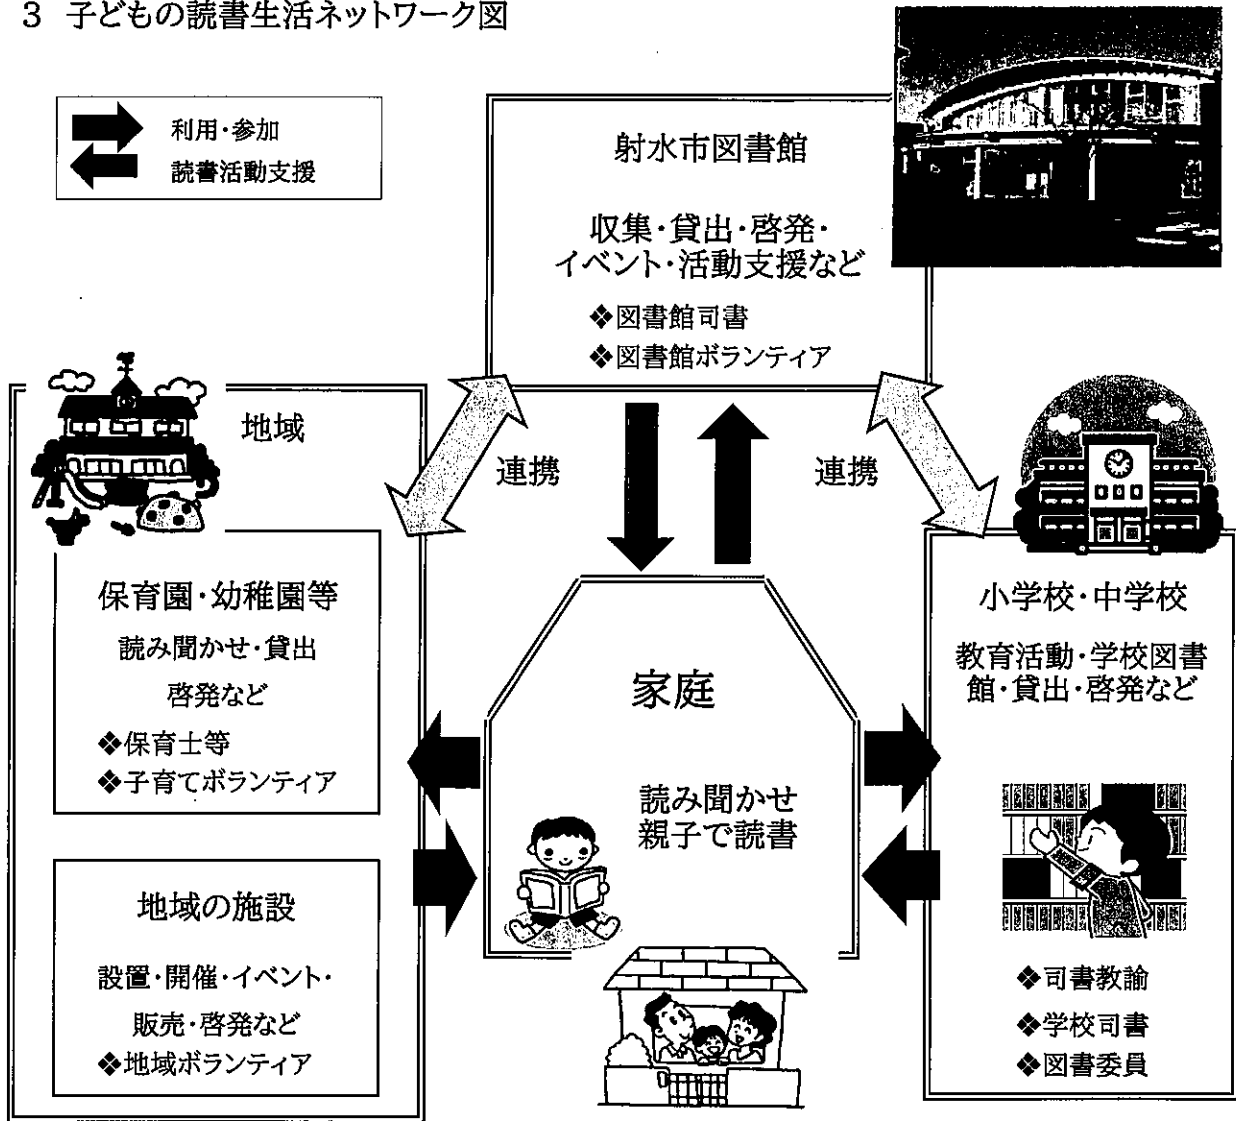 3 子どもの読書生活ネットワーク図
利用・参加
読書活動支援
射水市図書館
収集・貸出・啓発・
イベント・活動支援など
❖図書館司書
❖図書館ボランティア
地域
連携
連携
保育園・幼稚園等
読み聞かせ・貸出
啓発など
❖保育士等
❖子育てボランティア
地域の施設
設置・開催・イベント・
販売・啓発など
❖地域ボランティア
家庭
読み聞かせ
親子で読書
小学校・中学校
教育活動・学校図書
館・貸出・啓発など
❖司書教諭
❖学校司書
❖図書委員